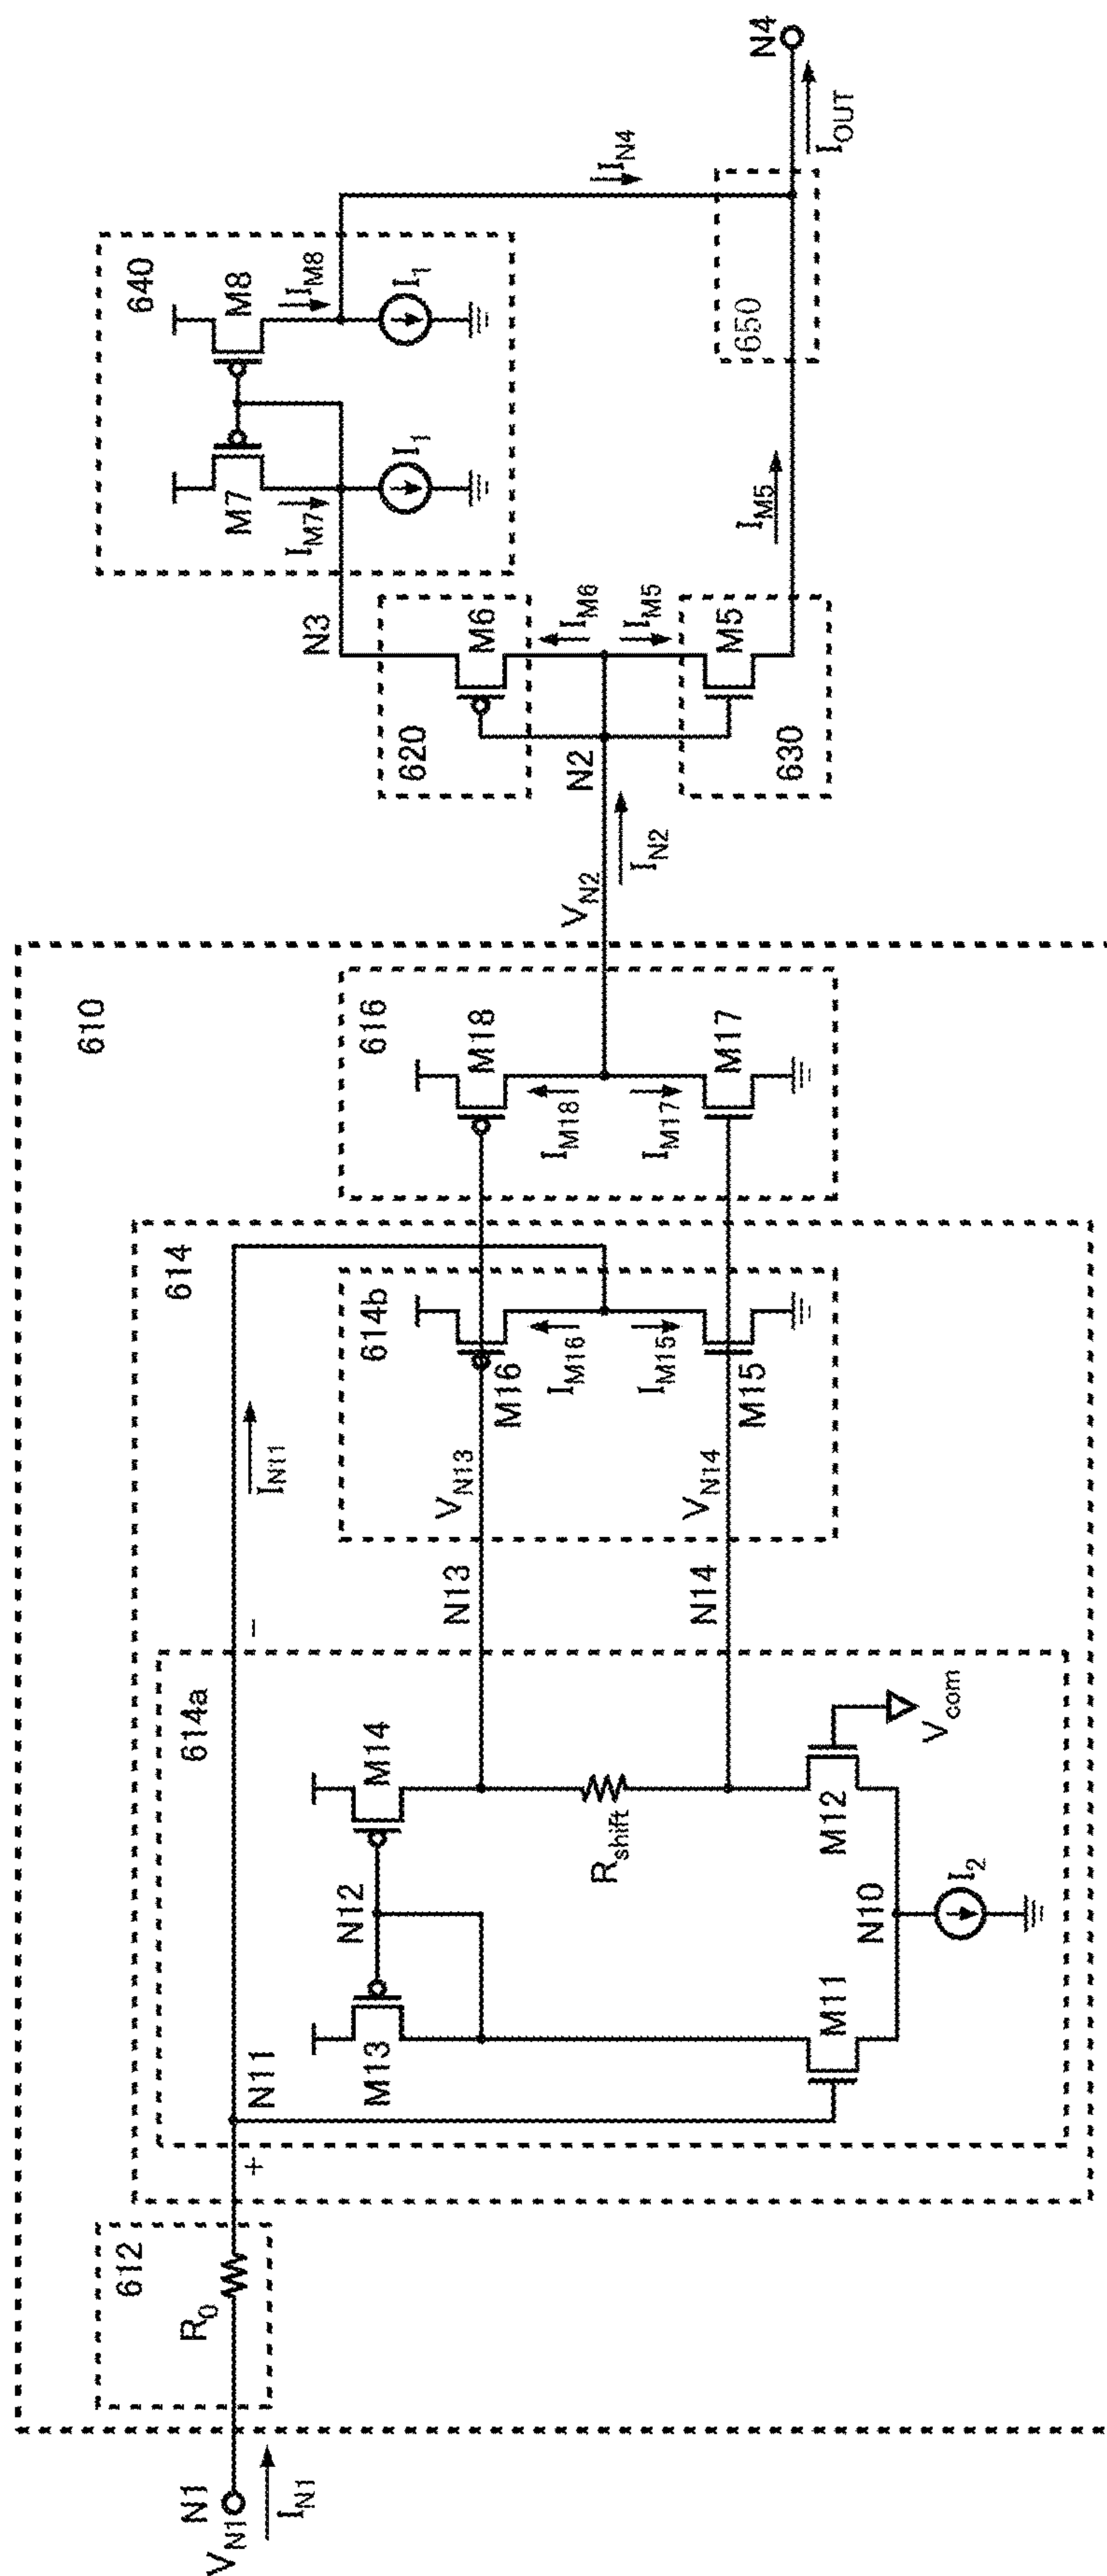 N1
V_N1
I_N1
612
R_0
610
614
614a
+
−
N11
I_N11
M13
M14
N12
R_shift
M11
M12
N10
I_2
V_com
N13
V_N13
N14
V_N14
614b
M16
I_M16
I_M15
M15
616
M18
I_M18
I_M17
M17
V_N2
I_N2
N2
620
M6
I_M6
I_M5
M5
630
N3
640
M7
M8
I_M7
I_M8
I_1
I_1
I_M5
650
I_N4
I_OUT
N4